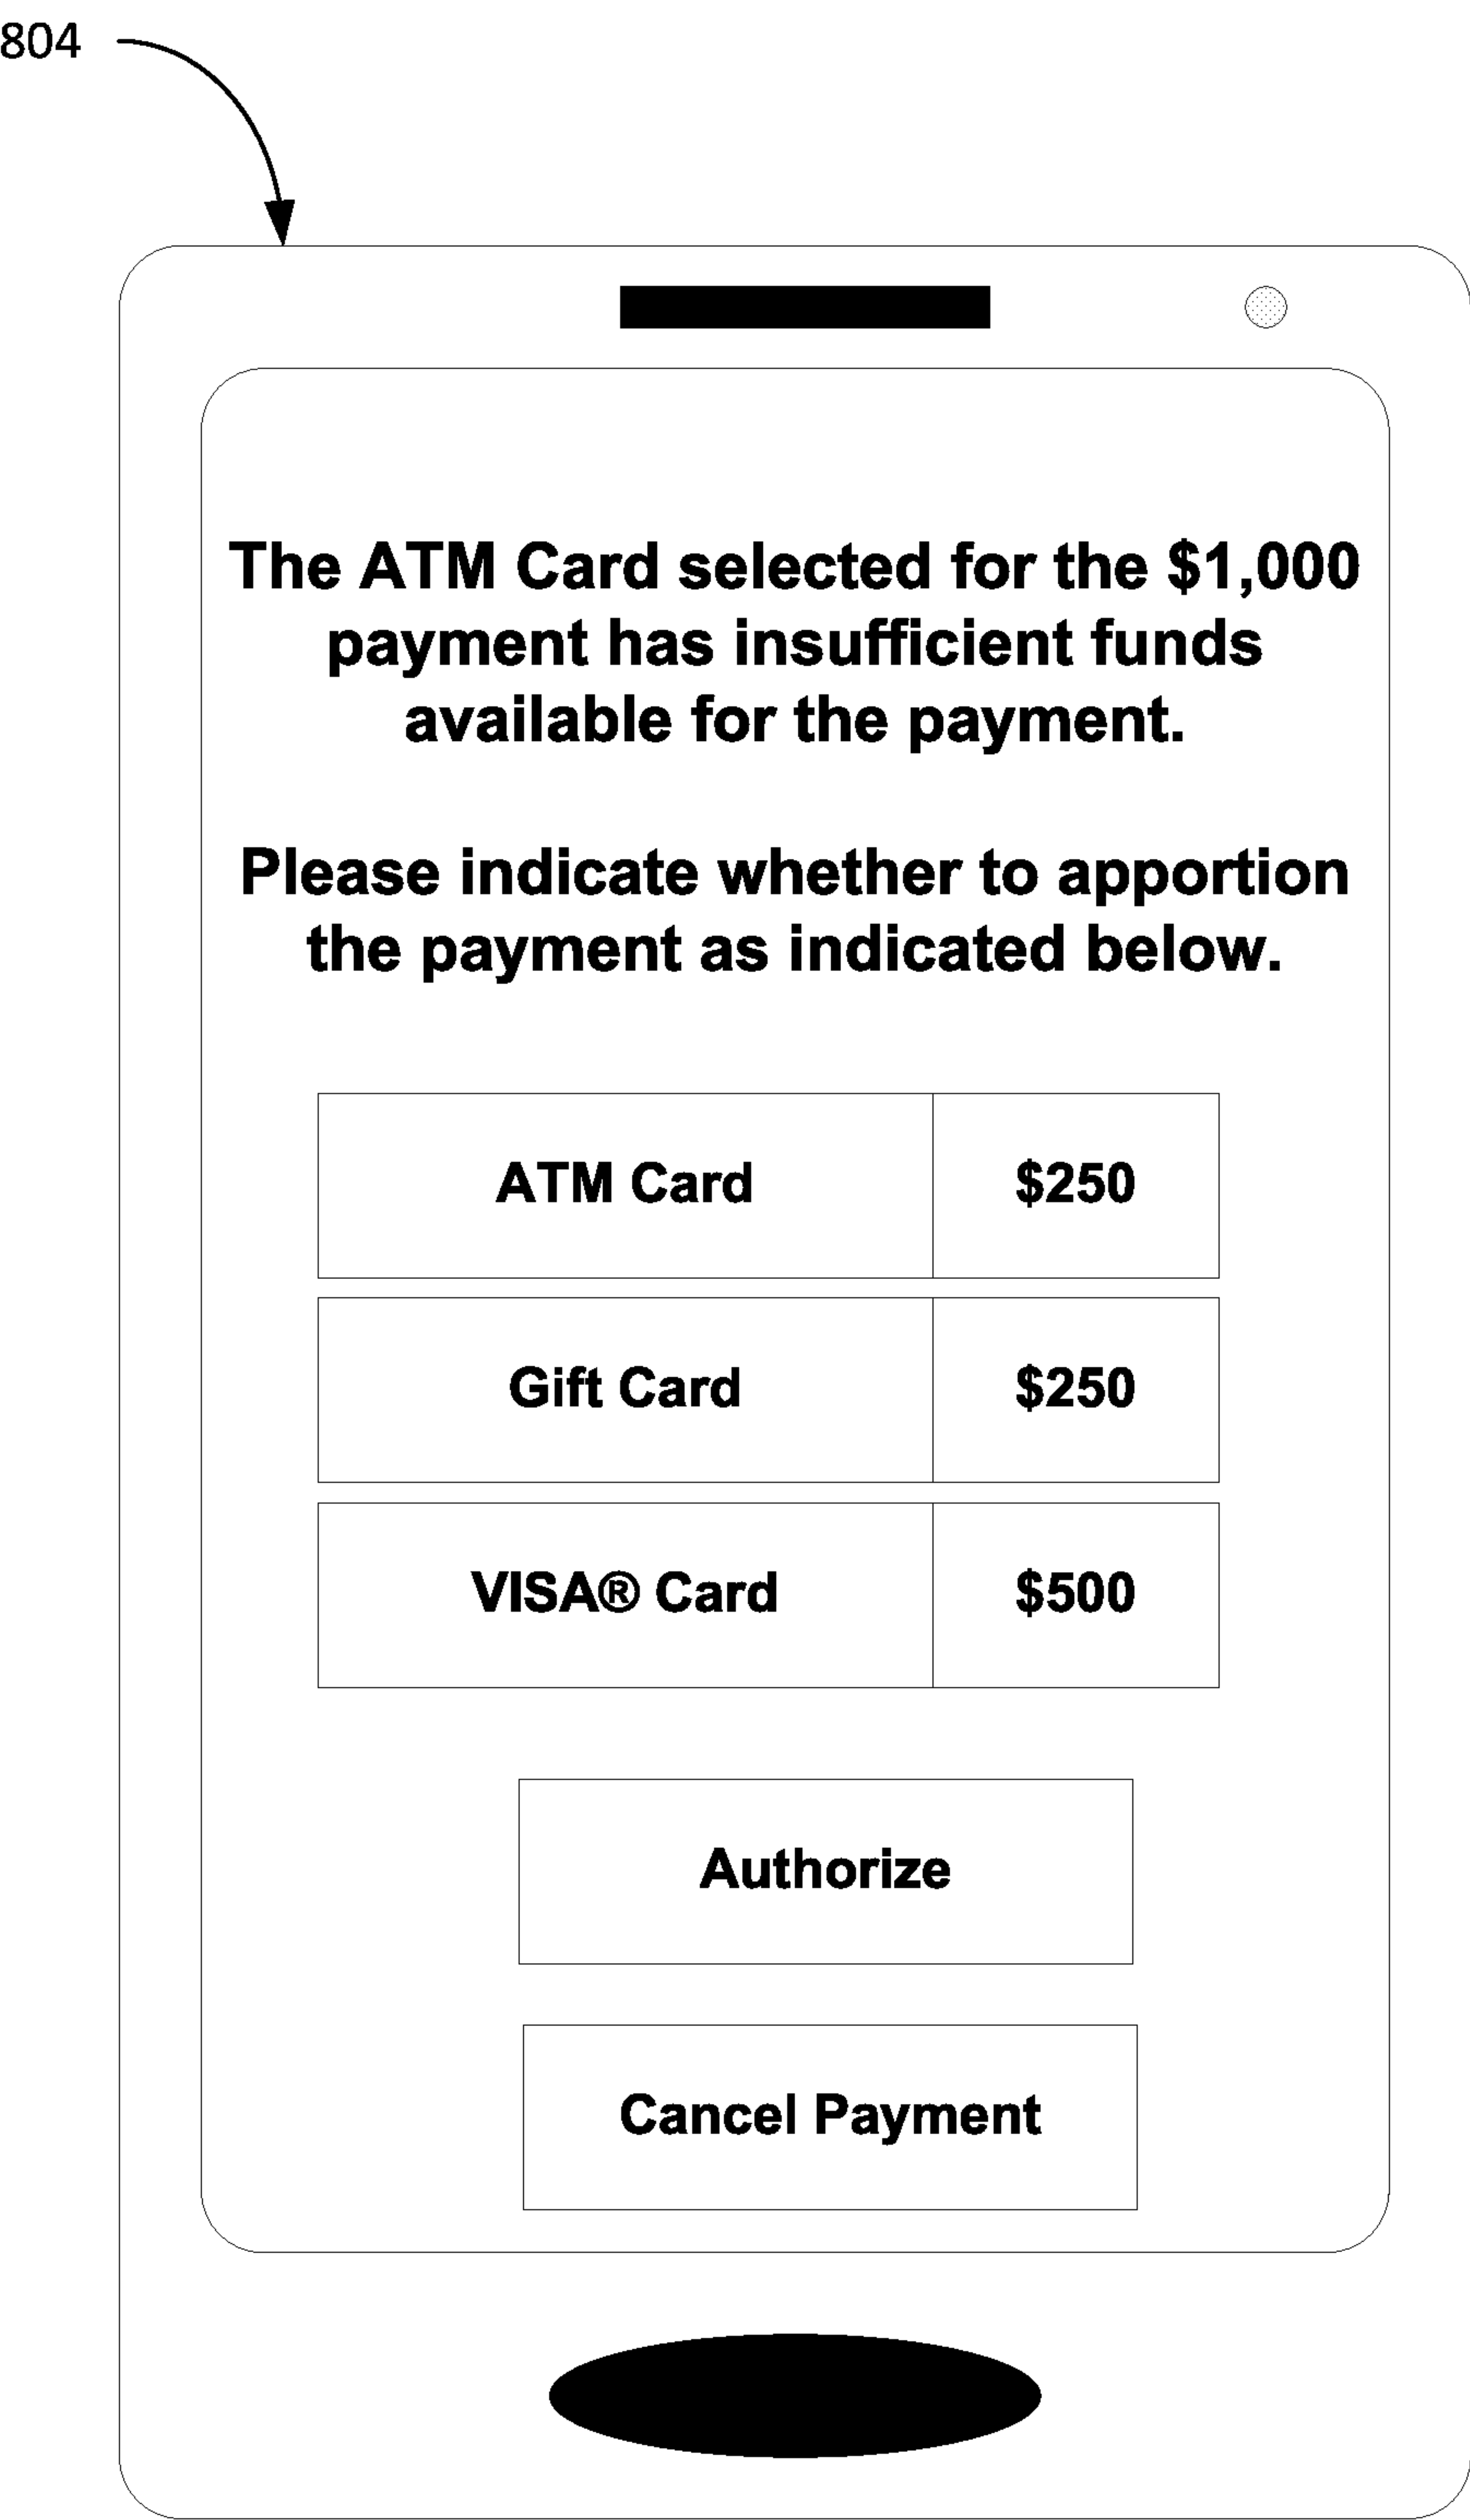 804
The ATM Card selected for the $1,000
payment has insufficient funds
available for the payment.
Please indicate whether to apportion
the payment as indicated below.
ATM Card $250
Gift Card $250
VISA® Card $500
Authorize
Cancel Payment